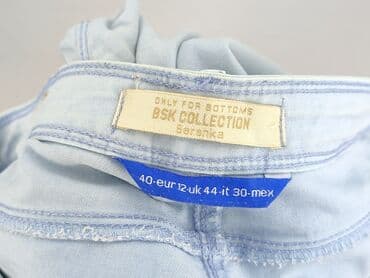 ONLY FOR BOTTOMS
BSK COLLECTION
Bershka
40-eur 12-uk 44-it 30-mex